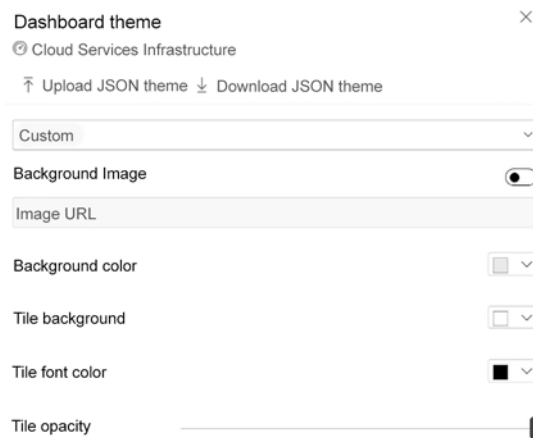 Dashboard theme
Cloud Services Infrastructure
Upload JSON theme Download JSON theme
Custom
Background Image
Image URL
Background color
Tile background
Tile font color
Tile opacity